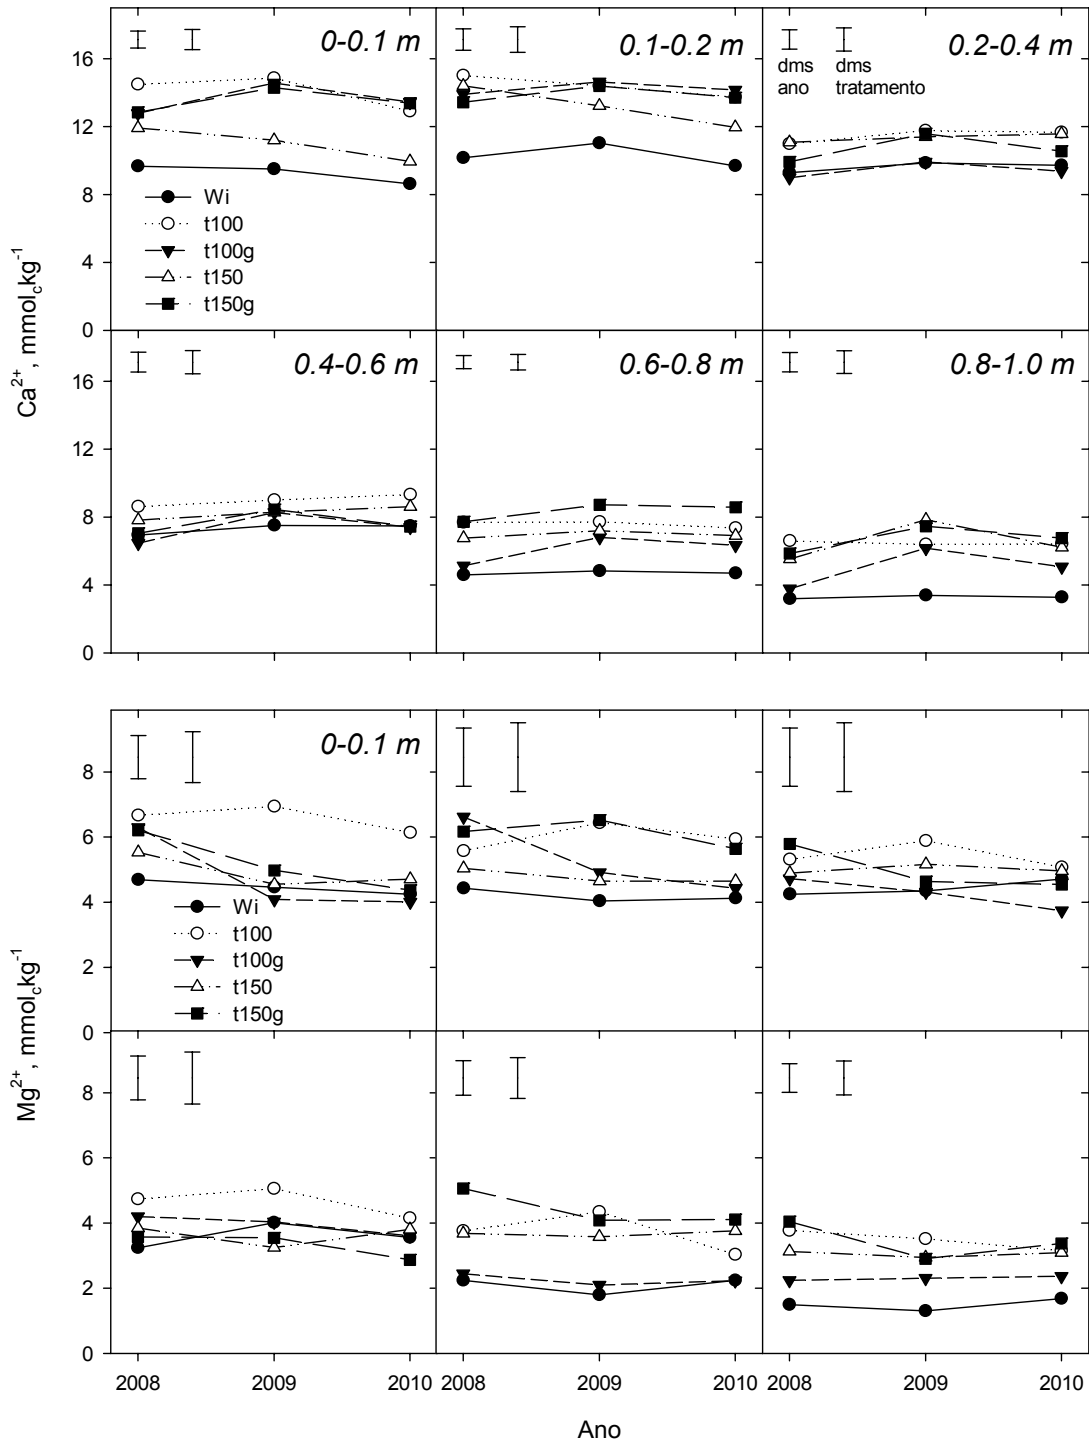 0-0.1 m
0.1-0.2 m
0.2-0.4 m
dms
ano
dms
tratamento
16
12
8
4
0
Wi
t100
t100g
t150
t150g
Ca²⁺, mmol_c kg⁻¹
0.4-0.6 m
0.6-0.8 m
0.8-1.0 m
16
12
8
4
0
0-0.1 m
8
6
4
2
0
Wi
t100
t100g
t150
t150g
Mg²⁺, mmol_c kg⁻¹
8
6
4
2
0
2008 2009 2010
2008 2009 2010
2008 2009 2010
Ano